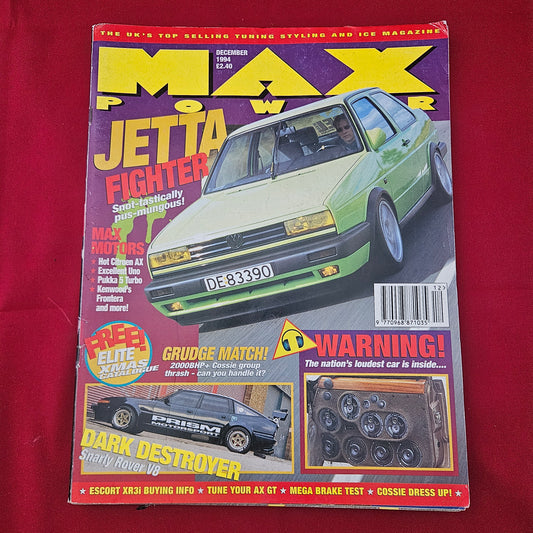 THE UK'S TOP SELLING TUNING STYLING AND ICE MAGAZINE
DECEMBER
1994
£2.40
MAX
POWER
JETTA
FIGHTER
Snot-tastically
pus-mungous!
MAX
MOTORS
★ Hot Citroen AX
★ Excellent Uno
★ Pukka 5 Turbo
★ Kenwood's
Frontera
and more!
DE 83390
12>
9 770968 871035
FREE!
ELITE
XMAS
CATALOGUE
GRUDGE MATCH!
2000BHP+ Cossie group
thrash - can you handle it?
WARNING!
The nation's loudest car is inside....
PRISM
MOTORSPORT
DARK DESTROYER
Snarly Rover V8
ESCORT XR3i BUYING INFO ★ TUNE YOUR AX GT ★ MEGA BRAKE TEST ★ COSSIE DRESS UP! ★